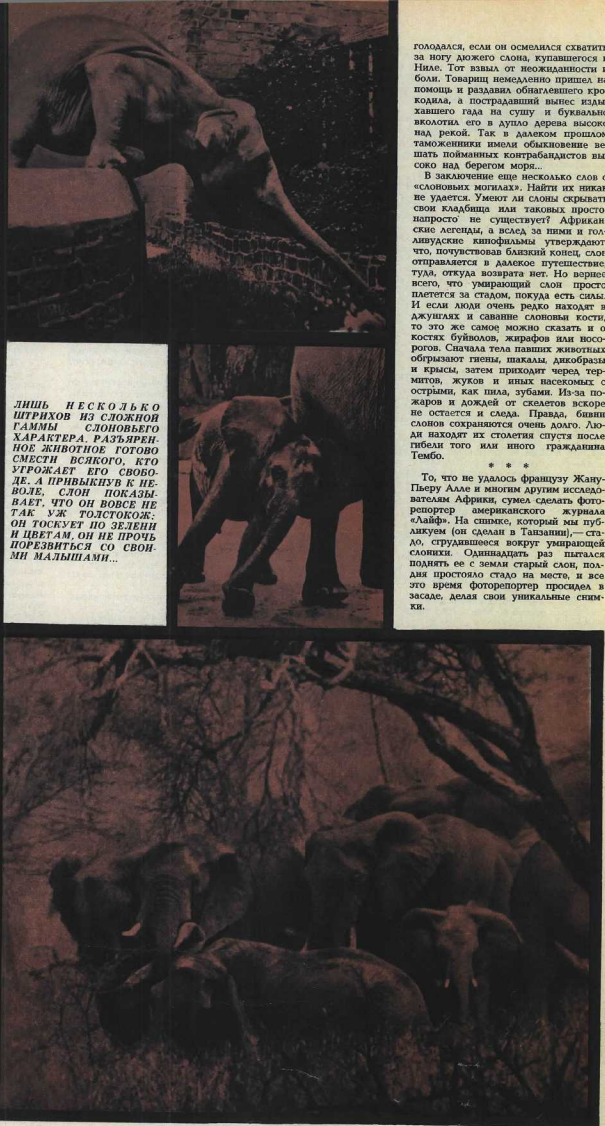 голодался, если он осмелился схватить
за ногу дюжего слона, купавшегося в
Ниле. Тот взвыл от неожиданности и
боли. Товарищ немедленно пришел на
помощь и раздавил обнаглевшего кро-
кодила, а пострадавший вынес изды-
хавшего гада на сушу и буквально
вколотил его в дупло дерева высоко
над рекой. Так в далеком прошлом
таможенники имели обыкновение ве-
шать пойманных контрабандистов вы-
соко над берегом моря...
В заключение еще несколько слов о
«слоновьих могилах». Найти их никак
не удается. Умеют ли слоны скрывать
свои кладбища или таковых просто-
напросто не существует? Африкан-
ские легенды, а вслед за ними и гол-
ливудские кинофильмы утверждают,
что, почувствовав близкий конец, слон
отправляется в далекое путешествие,
туда, откуда возврата нет. Но вернее
всего, что умирающий слон просто
плетется за стадом, покуда есть силы.
И если люди очень редко находят в
джунглях и саванне слоновьи кости,
то это же самое можно сказать и о
костях буйволов, жирафов или носо-
рогов. Сначала тела павших животных
обгрызают гиены, шакалы, дикобразы
и крысы, затем приходит черед тер-
митов, жуков и иных насекомых с
острыми, как пила, зубами. Из-за по-
жаров и дождей от скелетов вскоре
не остается и следа. Правда, бивни
слонов сохраняются очень долго. Лю-
ди находят их столетия спустя после
гибели того или иного гражданина
Тембо.
* * *
То, что не удалось французу Жану-
Пьеру Алле и многим другим исследо-
вателям Африки, сумел сделать фото-
репортер американского журнала
«Лайф». На снимке, который мы пуб-
ликуем (он сделан в Танзании),— ста-
до, сгрудившееся вокруг умирающей
слонихи. Одиннадцать раз пытался
поднять ее с земли старый слон, пол-
дня простояло стадо на месте, и все
это время фоторепортер просидел в
засаде, делая свои уникальные сним-
ки.
ЛИШЬ НЕСКОЛЬКО
ШТРИХОВ ИЗ СЛОЖНОЙ
ГАММЫ СЛОНОВЬЕГО
ХАРАКТЕРА. РАЗЪЯРЕН-
НОЕ ЖИВОТНОЕ ГОТОВО
СМЕСТИ ВСЯКОГО, КТО
УГРОЖАЕТ ЕГО СВОБО-
ДЕ. А ПРИВЫКНУВ К НЕ-
ВОЛЕ, СЛОН ПОКАЗЫ-
ВАЕТ, ЧТО ОН ВОВСЕ НЕ
ТАК УЖ ТОЛСТОКОЖ:
ОН ТОСКУЕТ ПО ЗЕЛЕНИ
И ЦВЕТАМ, ОН НЕ ПРОЧЬ
ПОРЕЗВИТЬСЯ СО СВОИ-
МИ МАЛЫШАМИ...